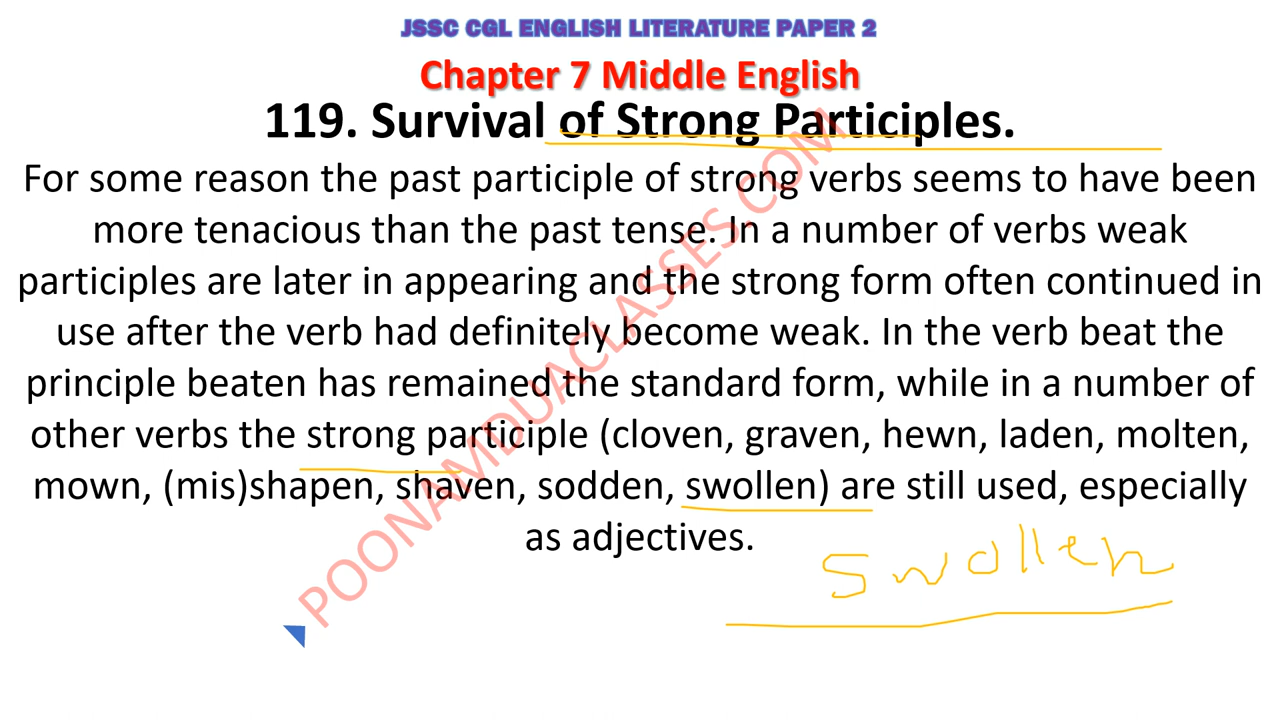 JSSC CGL ENGLISH LITERATURE PAPER 2
Chapter 7 Middle English
119. Survival of Strong Participles.
For some reason the past participle of strong verbs seems to have been
more tenacious than the past tense. In a number of verbs weak
participles are later in appearing and the strong form often continued in
use after the verb had definitely become weak. In the verb beat the
principle beaten has remained the standard form, while in a number of
other verbs the strong participle (cloven, graven, hewn, laden, molten,
mown, (mis)shapen, shaven, sodden, swollen) are still used, especially
as adjectives.
swollen
POONAMDUACLASSES.COM